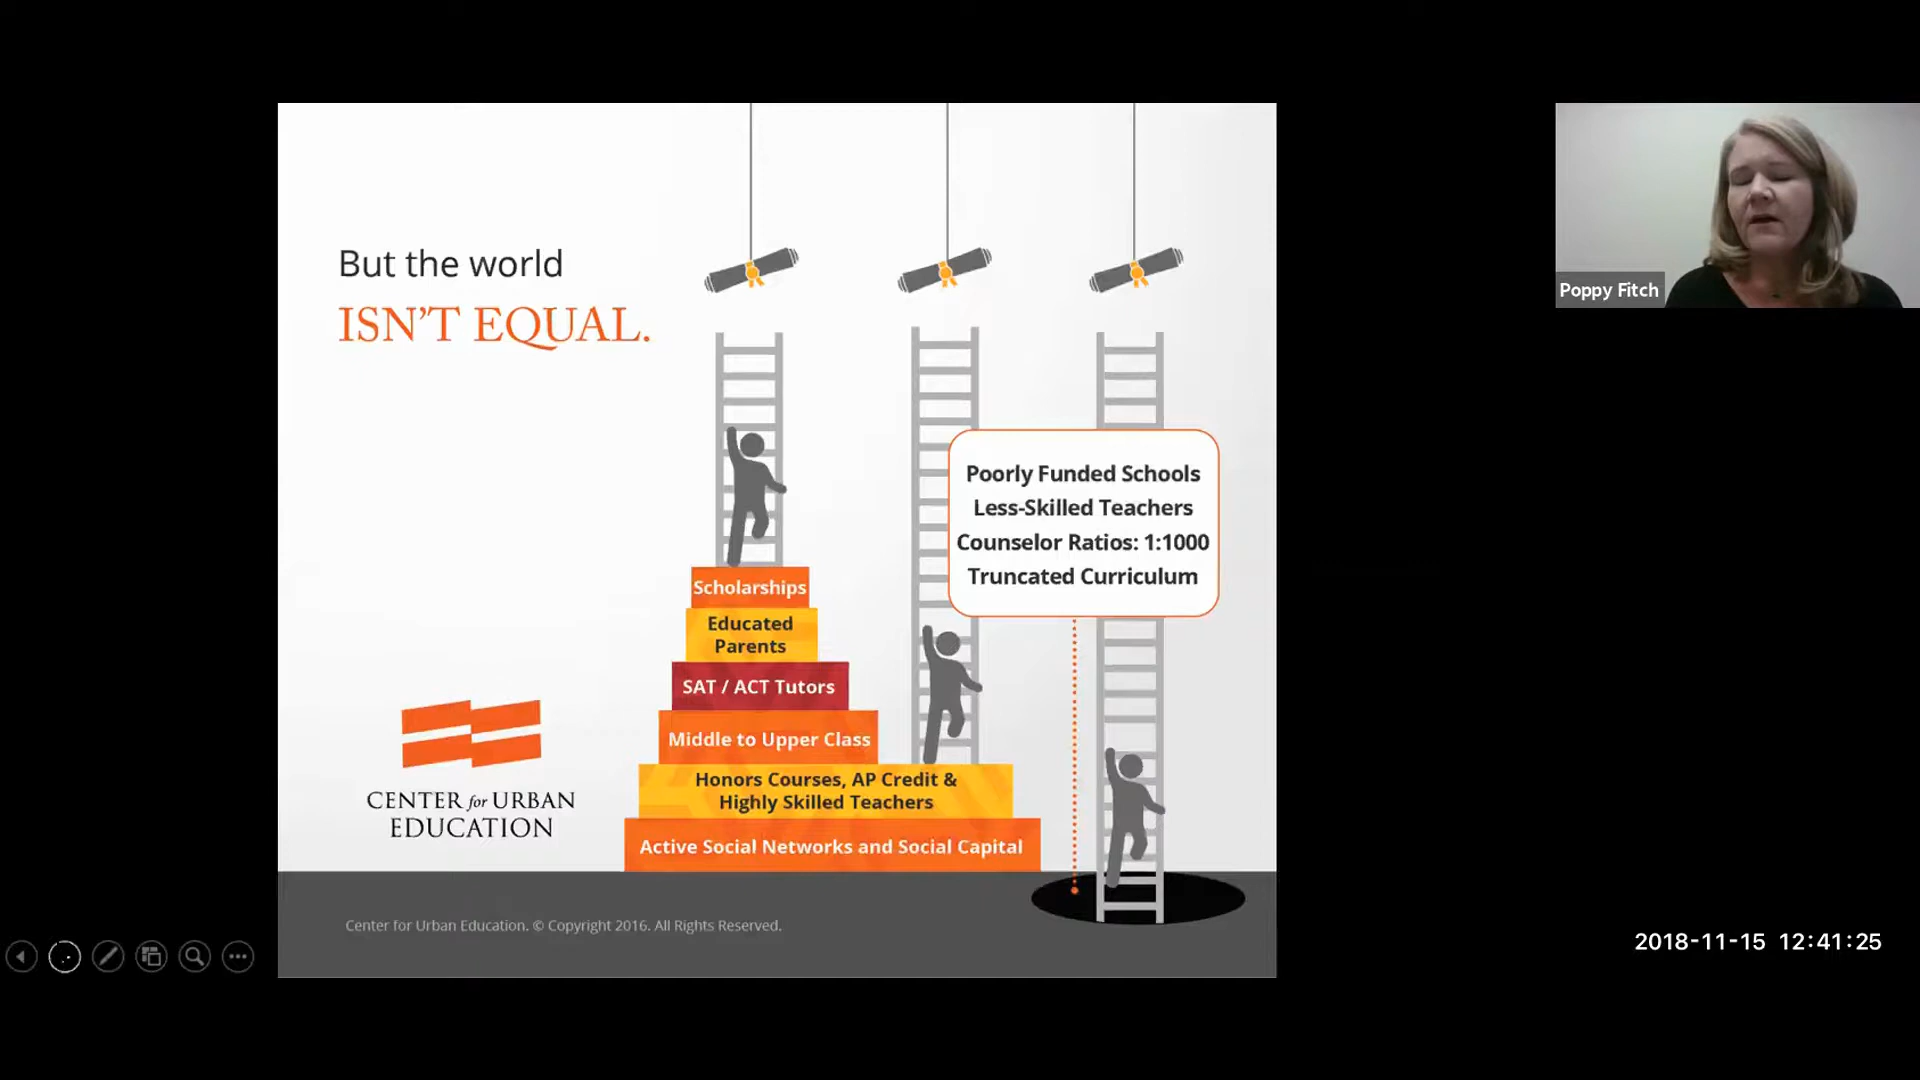 But the world
ISN'T EQUAL.
Poorly Funded Schools
Less-Skilled Teachers
Counselor Ratios: 1:1000
Truncated Curriculum
Scholarships
Educated
Parents
SAT / ACT Tutors
Middle to Upper Class
Honors Courses, AP Credit &
Highly Skilled Teachers
Active Social Networks and Social Capital
CENTER for URBAN
EDUCATION
Center for Urban Education. © Copyright 2016. All Rights Reserved.
Poppy Fitch
2018-11-15 12:41:25